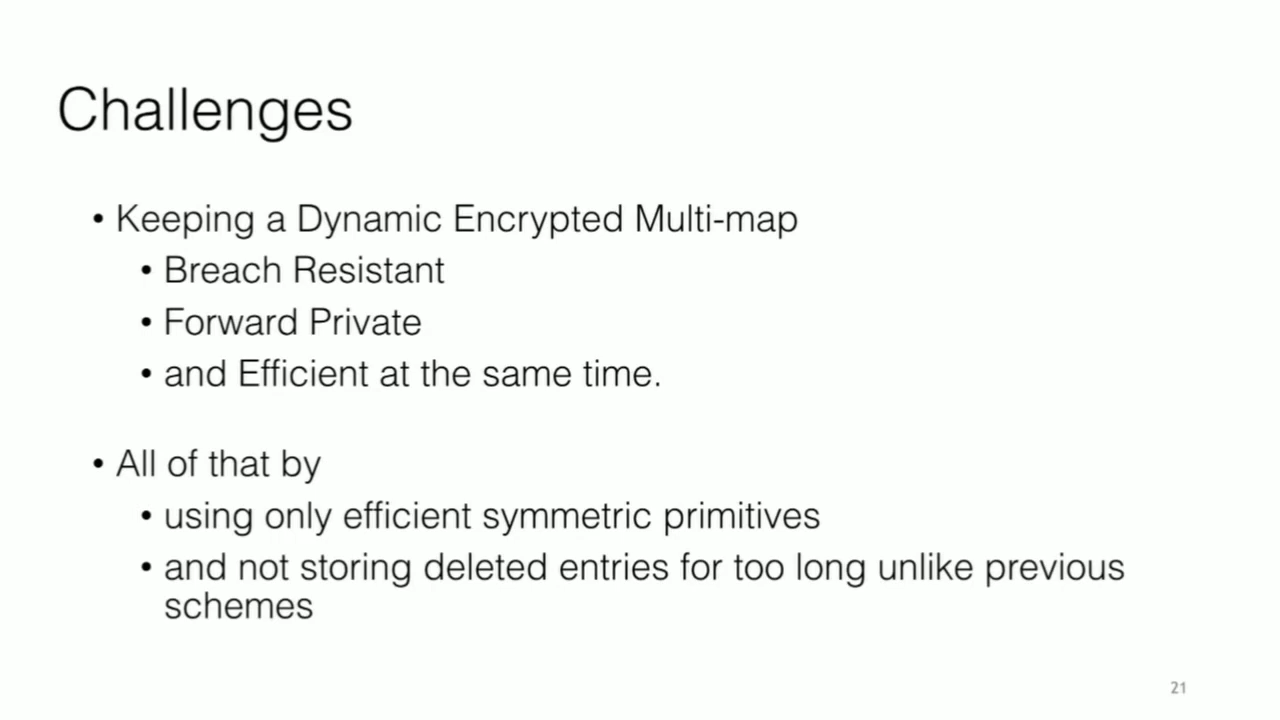 Challenges
• Keeping a Dynamic Encrypted Multi-map
• Breach Resistant
• Forward Private
• and Efficient at the same time.
• All of that by
• using only efficient symmetric primitives
• and not storing deleted entries for too long unlike previous
schemes
21